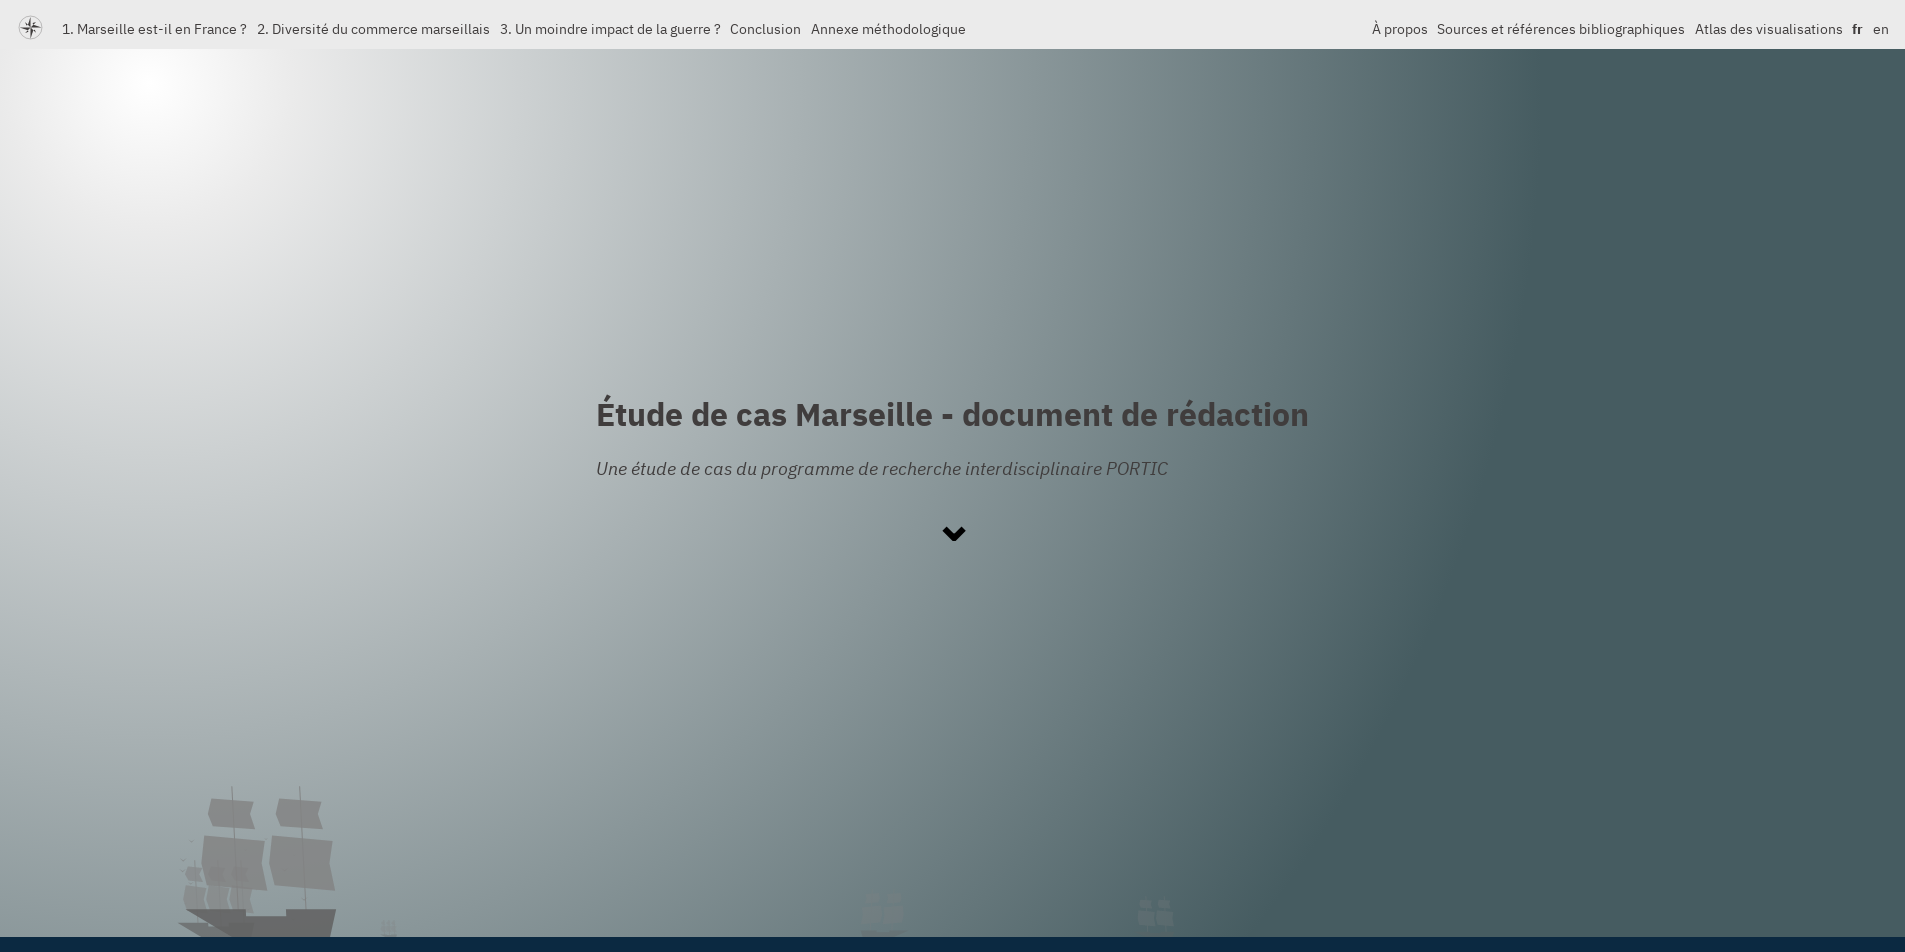 1. Marseille est-il en France ? 2. Diversité du commerce marseillais 3. Un moindre impact de la guerre ? Conclusion Annexe méthodologique À propos Sources et références bibliographiques Atlas des visualisations fr en
Étude de cas Marseille - document de rédaction
Une étude de cas du programme de recherche interdisciplinaire PORTIC